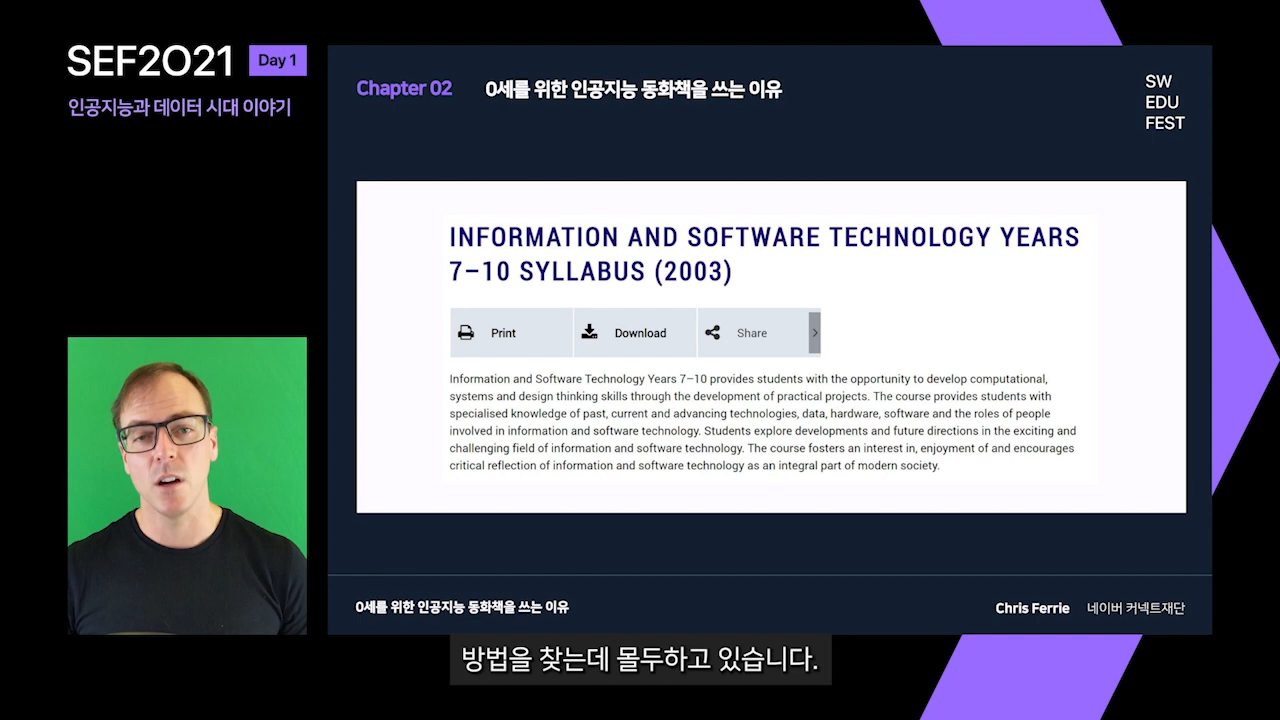 SEF2021
Day 1
인공지능과 데이터 시대 이야기
Chapter 02
0세를 위한 인공지능 동화책을 쓰는 이유
SW
EDU
FEST
INFORMATION AND SOFTWARE TECHNOLOGY YEARS
7–10 SYLLABUS (2003)
Print
Download
Share
Information and Software Technology Years 7–10 provides students with the opportunity to develop computational,
systems and design thinking skills through the development of practical projects. The course provides students with
specialised knowledge of past, current and advancing technologies, data, hardware, software and the roles of people
involved in information and software technology. Students explore developments and future directions in the exciting and
challenging field of information and software technology. The course fosters an interest in, enjoyment of and encourages
critical reflection of information and software technology as an integral part of modern society.
0세를 위한 인공지능 동화책을 쓰는 이유
Chris Ferrie
네이버 커넥트재단
방법을 찾는데 몰두하고 있습니다.